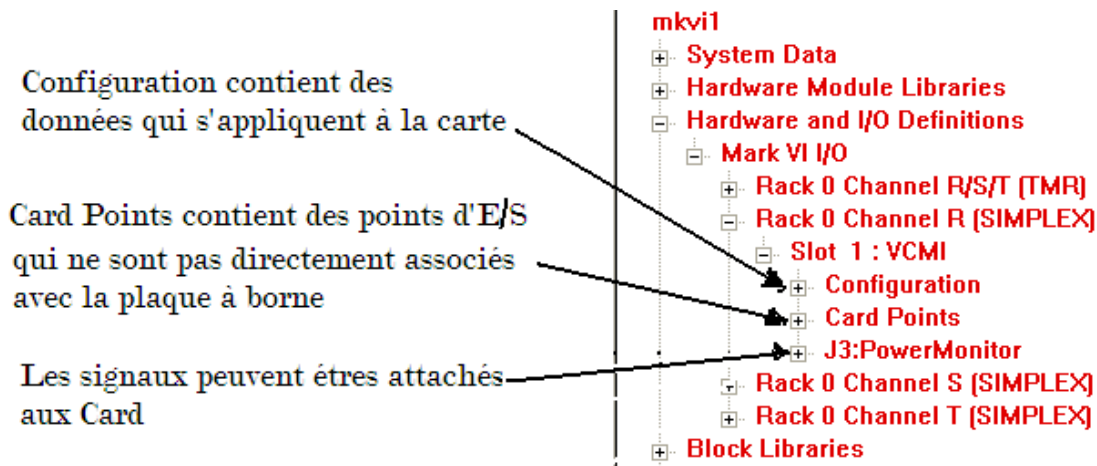 Configuration contient des
données qui s'appliquent à la carte
Card Points contient des points d'E/S
qui ne sont pas directement associés
avec la plaque à borne
Les signaux peuvent étres attachés
aux Card
mkvi1
System Data
Hardware Module Libraries
Hardware and I/O Definitions
Mark VI I/O
Rack 0 Channel R/S/T (TMR)
Rack 0 Channel R (SIMPLEX)
Slot 1 : VCMI
Configuration
Card Points
J3:PowerMonitor
Rack 0 Channel S (SIMPLEX)
Rack 0 Channel T (SIMPLEX)
Block Libraries